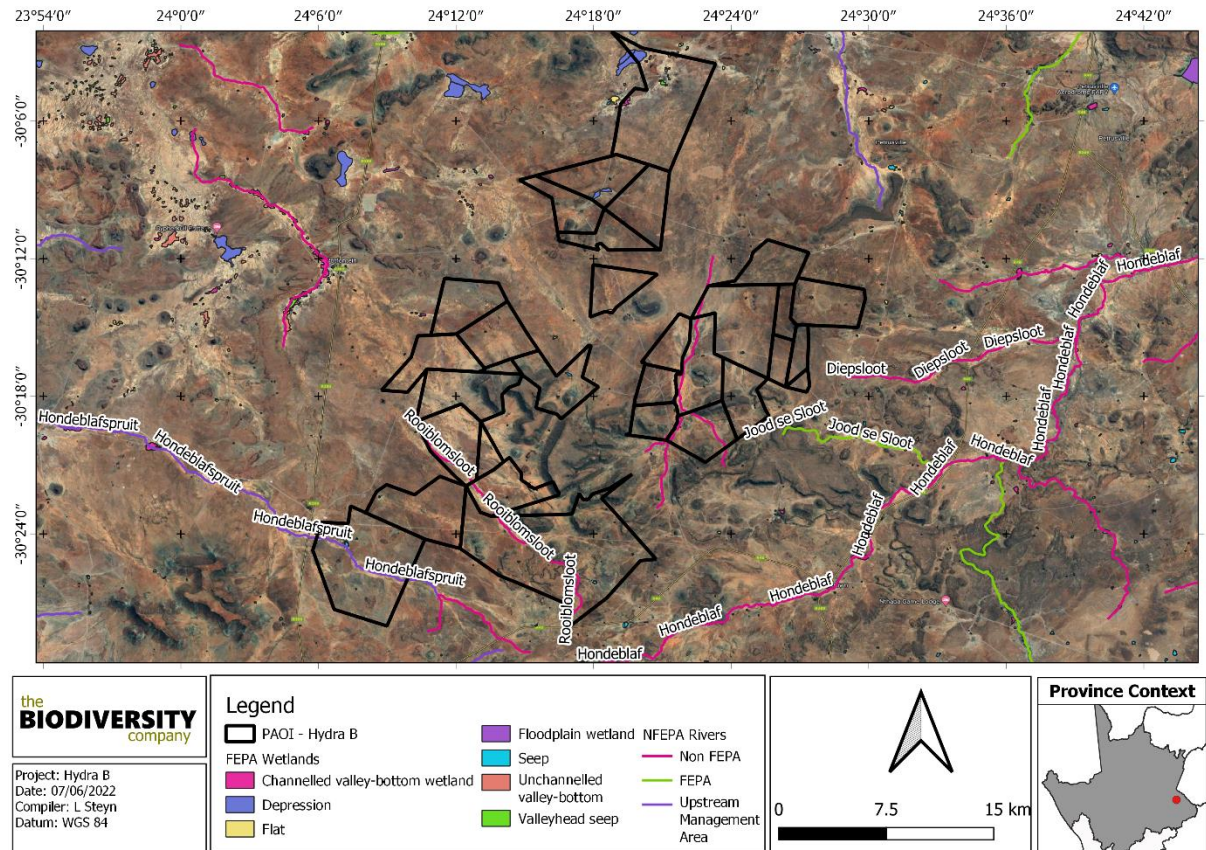 23°54′0″ 24°0′0″ 24°6′0″ 24°12′0″ 24°18′0″ 24°24′0″ 24°30′0″ 24°36′0″ 24°42′0″
-30°6′0″
-30°12′0″
-30°18′0″
-30°24′0″
Hondeblaf
Hondeblaf
Hondeblaf
Diepsloot
Diepsloot
Diepsloot
Hondeblaf
Hondeblafspruit
Hondeblafspruit
Hondeblafspruit
Hondeblafspruit
Rooiblomsloot
Rooiblomsloot
Rooiblomsloot
Jood se Sloot
Jood se Sloot
Hondeblaf
Hondeblaf
Hondeblaf
Hondeblaf
Hondeblaf
Hondeblaf
the
BIODIVERSITY
company
Project: Hydra B
Date: 07/06/2022
Compiler: L Steyn
Datum: WGS 84
Legend
PAOI - Hydra B
FEPA Wetlands
Channelled valley-bottom wetland
Depression
Flat
Floodplain wetland
Seep
Unchannelled
valley-bottom
Valleyhead seep
NFEPA Rivers
Non FEPA
FEPA
Upstream
Management
Area
0 7.5 15 km
Province Context